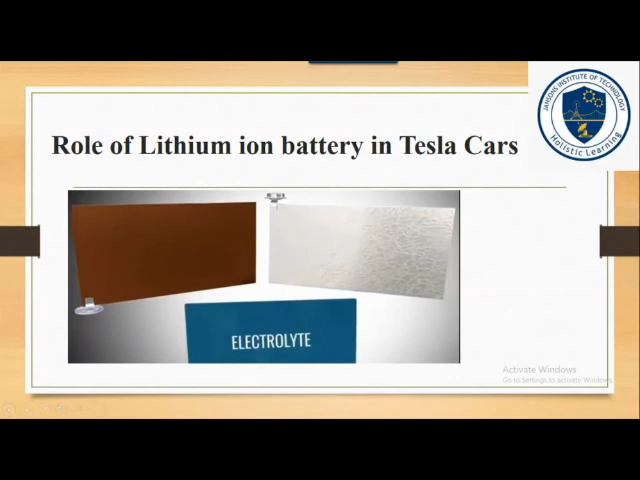 JANSONS INSTITUTE OF TECHNOLOGY
Holistic Learning
Role of Lithium ion battery in Tesla Cars
ELECTROLYTE
Activate Windows
Go to Settings to activate Windows.